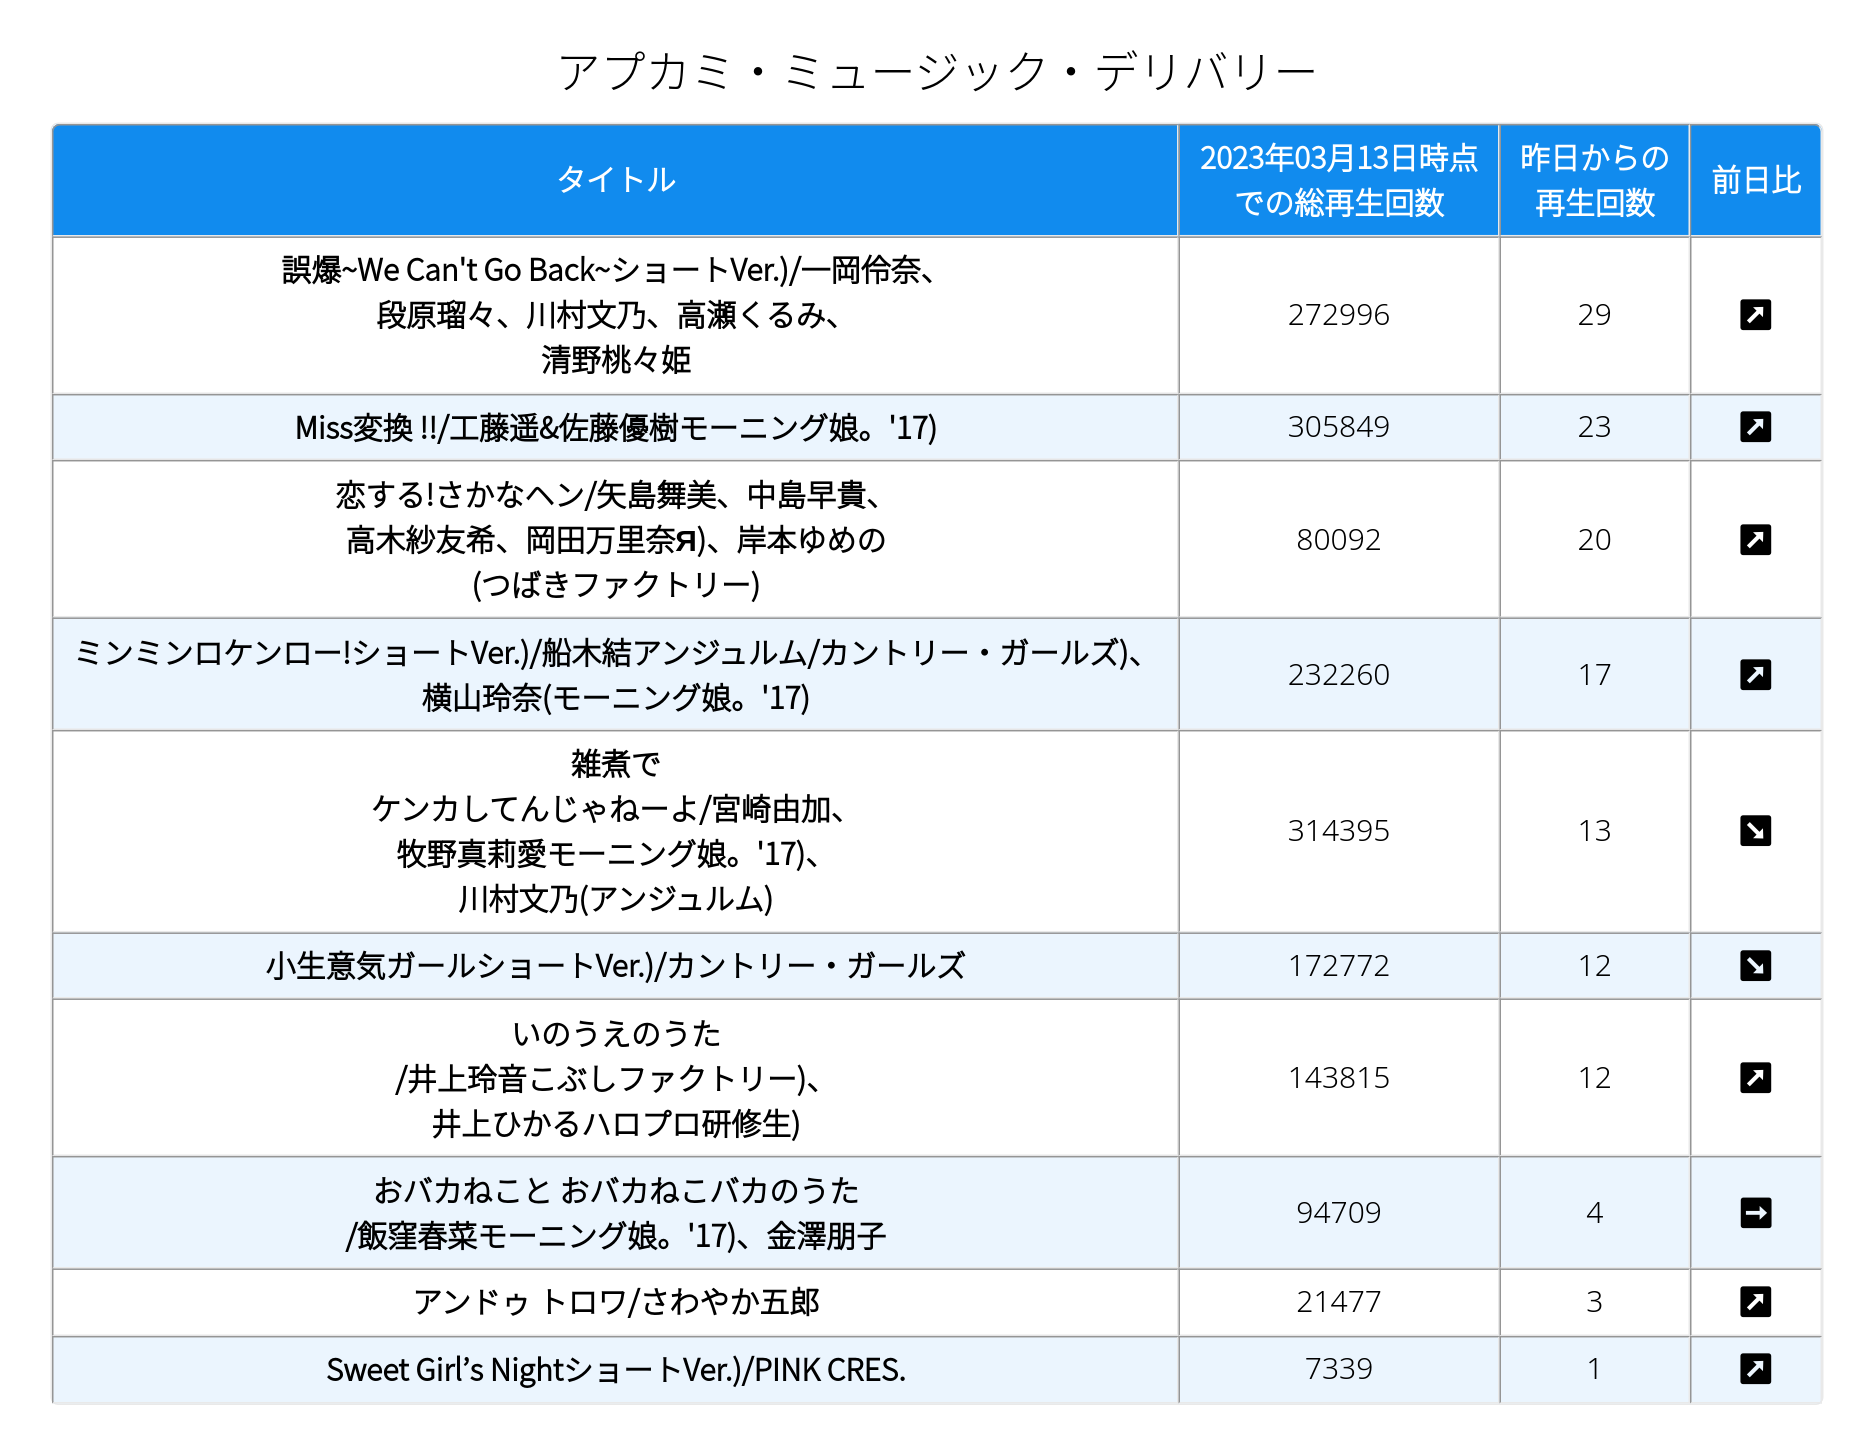 アプカミ・ミュージック・デリバリー
タイトル
2023年03月13日時点
での総再生回数
昨日からの
再生回数
前日比
誤爆~We Can't Go Back~ショートVer.)/一岡伶奈、
段原瑠々、川村文乃、高瀬くるみ、
清野桃々姫
272996
29
Miss変換 !!/工藤遥&佐藤優樹モーニング娘。'17)
305849
23
恋する!さかなヘン/矢島舞美、中島早貴、
高木紗友希、岡田万里奈Я)、岸本ゆめの
(つばきファクトリー)
80092
20
ミンミンロケンロー!ショートVer.)/船木結アンジュルム/カントリー・ガールズ)、
横山玲奈(モーニング娘。'17)
232260
17
雑煮で
ケンカしてんじゃねーよ/宮崎由加、
牧野真莉愛モーニング娘。'17)、
川村文乃(アンジュルム)
314395
13
小生意気ガールショートVer.)/カントリー・ガールズ
172772
12
いのうえのうた
/井上玲音こぶしファクトリー)、
井上ひかるハロプロ研修生)
143815
12
おバカねこと おバカねこバカのうた
/飯窪春菜モーニング娘。'17)、金澤朋子
94709
4
アンドゥ トロワ/さわやか五郎
21477
3
Sweet Girl’s NightショートVer.)/PINK CRES.
7339
1